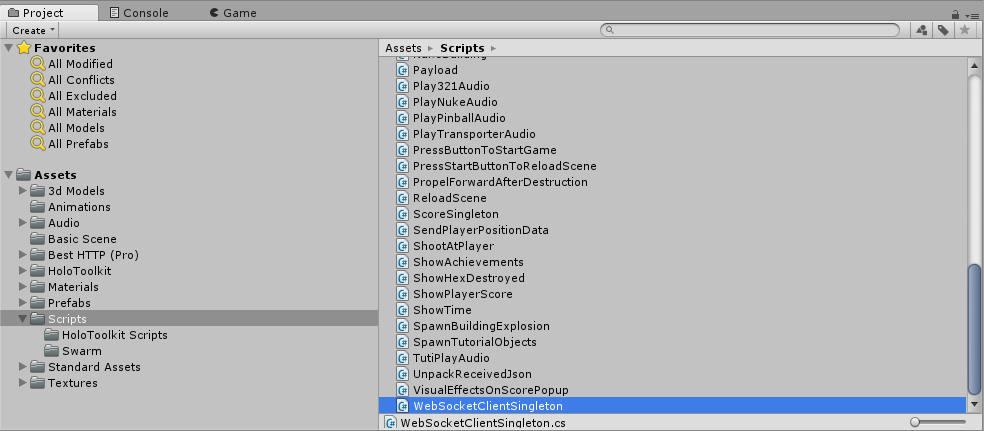 Project Console Game
Create
Favorites
All Modified
All Conflicts
All Excluded
All Materials
All Models
All Prefabs
Assets
3d Models
Animations
Audio
Basic Scene
Best HTTP (Pro)
HoloToolkit
Materials
Prefabs
Scripts
HoloToolkit Scripts
Swarm
Standard Assets
Textures
Assets Scripts
Payload
Play321Audio
PlayNukeAudio
PlayPinballAudio
PlayTransporterAudio
PressButtonToStartGame
PressStartButtonToReloadScene
PropelForwardAfterDestruction
ReloadScene
ScoreSingleton
SendPlayerPositionData
ShootAtPlayer
ShowAchievements
ShowHexDestroyed
ShowPlayerScore
ShowTime
SpawnBuildingExplosion
SpawnTutorialObjects
TutiPlayAudio
UnpackReceivedJson
VisualEffectsOnScorePopup
WebSocketClientSingleton
WebSocketClientSingleton.cs